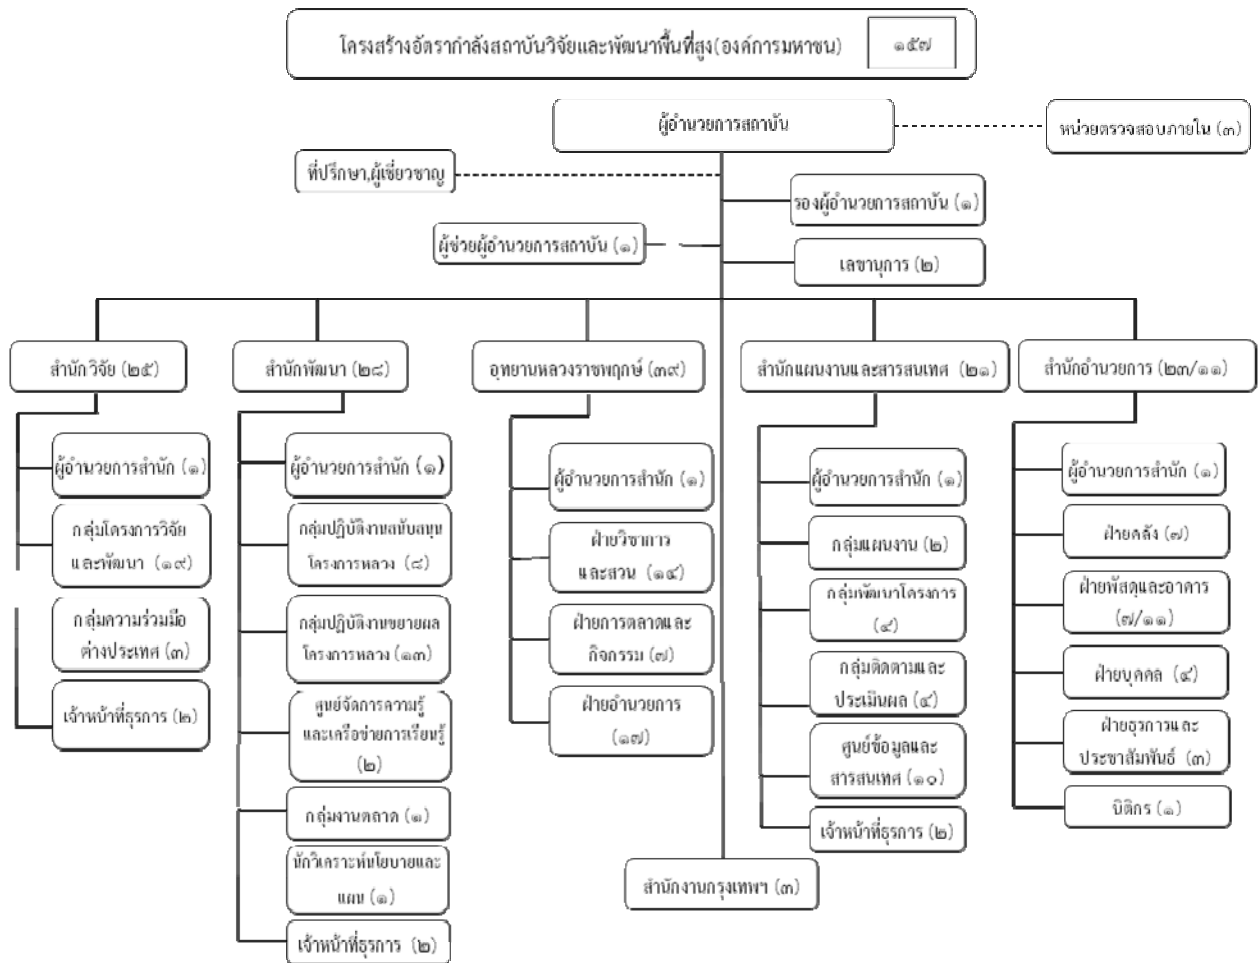 โครงสร้างอัตรากำลังสถาบันวิจัยและพัฒนาพื้นที่สูง(องค์การมหาชน)
๑๕๗
ผู้อำนวยการสถาบัน
หน่วยตรวจสอบภายใน (๓)
ที่ปรึกษา,ผู้เชี่ยวชาญ
รองผู้อำนวยการสถาบัน (๑)
ผู้ช่วยผู้อำนวยการสถาบัน (๑)
เลขานุการ (๒)
สำนักวิจัย (๒๕)
ผู้อำนวยการสำนัก (๑)
กลุ่มโครงการวิจัย
และพัฒนา (๑๙)
กลุ่มความร่วมมือ
ต่างประเทศ (๓)
เจ้าหน้าที่ธุรการ (๒)
สำนักพัฒนา (๒๘)
ผู้อำนวยการสำนัก (๑)
กลุ่มปฏิบัติงานสนับสนุน
โครงการหลวง (๘)
กลุ่มปฏิบัติงานขยายผล
โครงการหลวง (๑๓)
ศูนย์จัดการความรู้
และเครือข่ายการเรียนรู้
(๒)
กลุ่มงานตลาด (๑)
นักวิเคราะห์นโยบายและ
แผน (๑)
เจ้าหน้าที่ธุรการ (๒)
อุทยานหลวงราชพฤกษ์ (๓๙)
ผู้อำนวยการสำนัก (๑)
ฝ่ายวิชาการ
และสวน (๑๔)
ฝ่ายการตลาดและ
กิจกรรม (๗)
ฝ่ายอำนวยการ
(๑๗)
สำนักแผนงานและสารสนเทศ (๒๑)
ผู้อำนวยการสำนัก (๑)
กลุ่มแผนงาน (๒)
กลุ่มพัฒนาโครงการ
(๔)
กลุ่มติดตามและ
ประเมินผล (๔)
ศูนย์ข้อมูลและ
สารสนเทศ (๑๐)
เจ้าหน้าที่ธุรการ (๒)
สำนักอำนวยการ (๒๓/๑๑)
ผู้อำนวยการสำนัก (๑)
ฝ่ายคลัง (๗)
ฝ่ายพัสดุและอาคาร
(๗/๑๑)
ฝ่ายบุคคล (๔)
ฝ่ายธุรการและ
ประชาสัมพันธ์ (๓)
นิติกร (๑)
สำนักงานกรุงเทพฯ (๓)